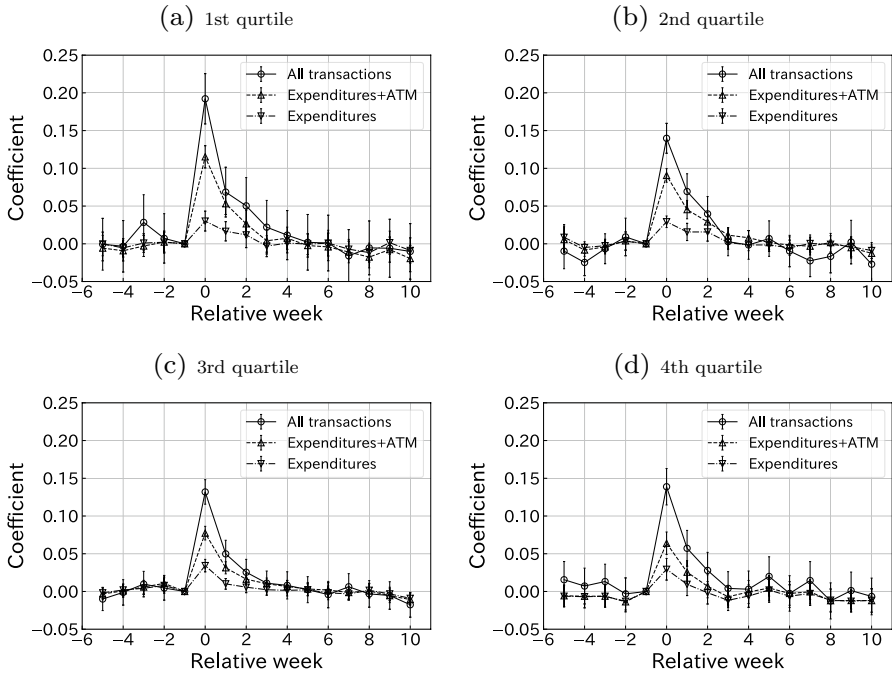 (a) 1st qurtile
0.25
0.20
0.15
0.10
0.05
0.00
−0.05
Coefficient
All transactions
Expenditures+ATM
Expenditures
−6 −4 −2 0 2 4 6 8 10
Relative week
(b) 2nd quartile
0.25
0.20
0.15
0.10
0.05
0.00
−0.05
Coefficient
All transactions
Expenditures+ATM
Expenditures
−6 −4 −2 0 2 4 6 8 10
Relative week
(c) 3rd quartile
0.25
0.20
0.15
0.10
0.05
0.00
−0.05
Coefficient
All transactions
Expenditures+ATM
Expenditures
−6 −4 −2 0 2 4 6 8 10
Relative week
(d) 4th quartile
0.25
0.20
0.15
0.10
0.05
0.00
−0.05
Coefficient
All transactions
Expenditures+ATM
Expenditures
−6 −4 −2 0 2 4 6 8 10
Relative week